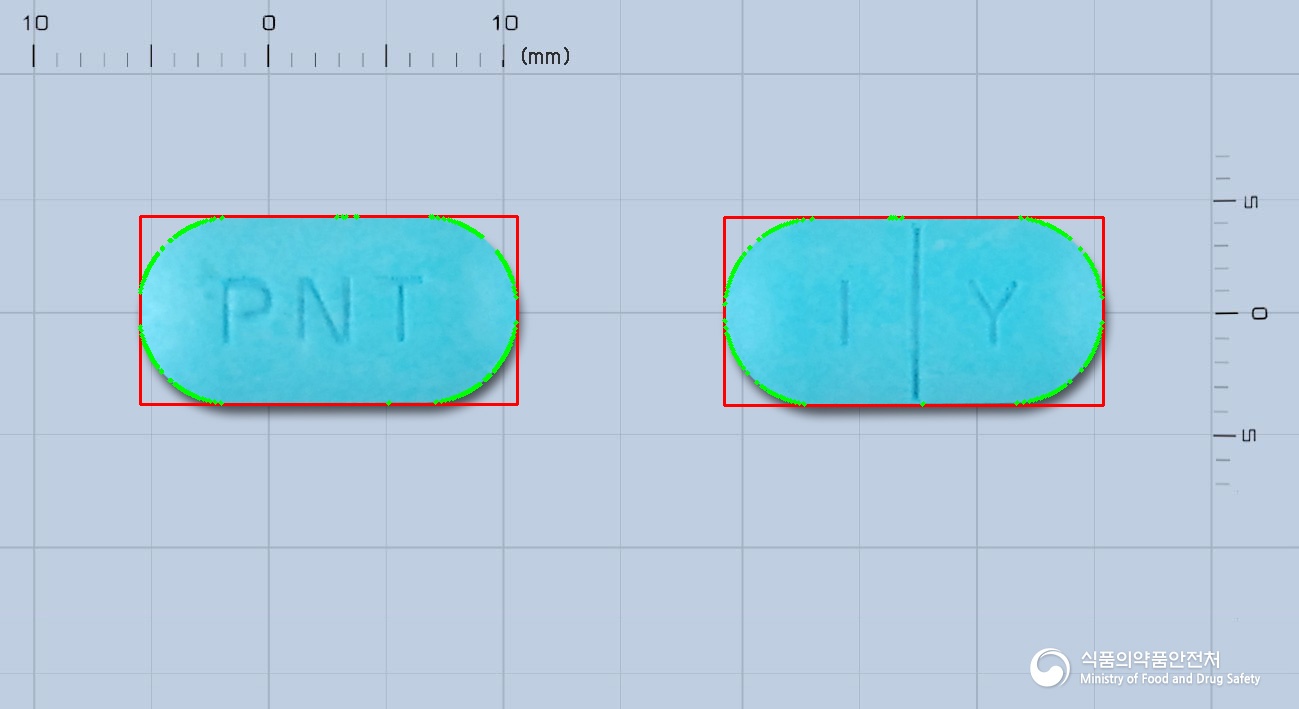 10 0 10
(mm)
5
0
5
PNT
I Y
식품의약품안전처
Ministry of Food and Drug Safety